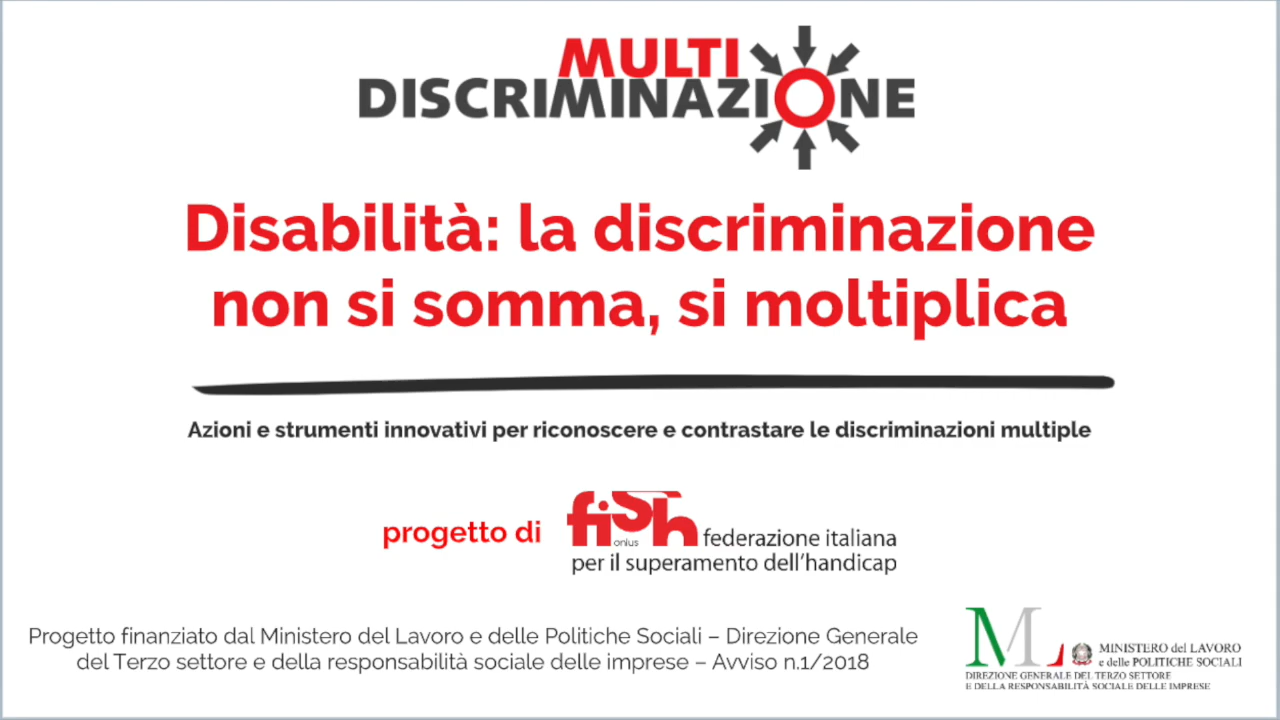 MULTI
DISCRIMINAZIONE
Disabilità: la discriminazione
non si somma, si moltiplica
Azioni e strumenti innovativi per riconoscere e contrastare le discriminazioni multiple
progetto di
fish
onlus
federazione italiana
per il superamento dell'handicap
Progetto finanziato dal Ministero del Lavoro e delle Politiche Sociali – Direzione Generale
del Terzo settore e della responsabilità sociale delle imprese – Avviso n.1/2018
ML
MINISTERO del LAVORO
e delle POLITICHE SOCIALI
DIREZIONE GENERALE DEL TERZO SETTORE
E DELLA RESPONSABILITÀ SOCIALE DELLE IMPRESE